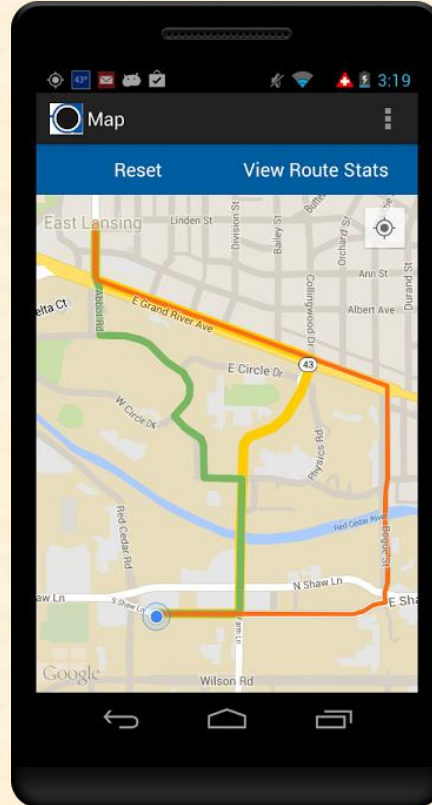 43°
3:19
Map
Reset
View Route Stats
East Lansing
Linden St
Division St
Bailey St
Orchard St
Ann St
Durand St
Albert Ave
Collingwood Dr
Abbot Rd
E Grand River Ave
elta Ct
43
E Circle Dr
W Circle Dr
Physics Rd
Red Cedar Rd
Red Cedar River
Bogue St
N Shaw Ln
aw Ln
S Shaw Ln
E Sha
Farm Ln
Wilson Rd
Google